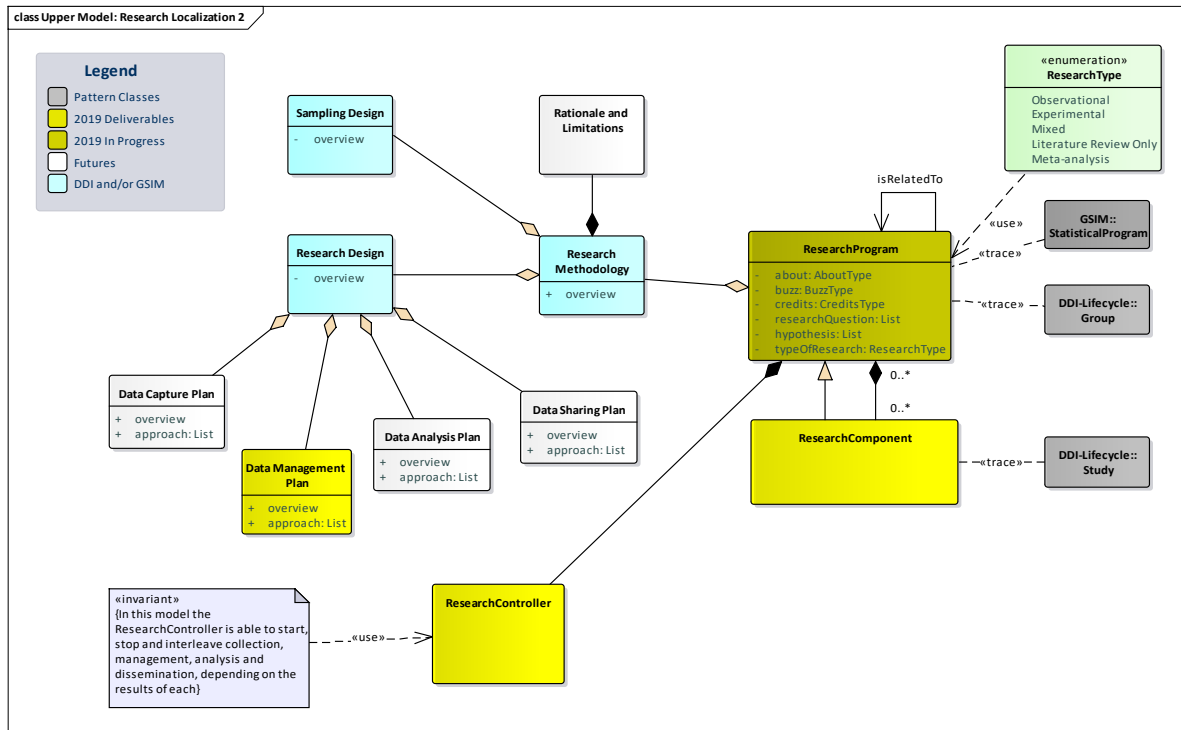 class Upper Model: Research Localization 2
Legend
Pattern Classes
2019 Deliverables
2019 In Progress
Futures
DDI and/or GSIM
Sampling Design
- overview
Rationale and
Limitations
«enumeration»
ResearchType
Observational
Experimental
Mixed
Literature Review Only
Meta-analysis
isRelatedTo
«use»
GSIM::
StatisticalProgram
«trace»
Research Design
- overview
Research
Methodology
+ overview
ResearchProgram
- about: AboutType
- buzz: BuzzType
- credits: CreditsType
- researchQuestion: List
- hypothesis: List
- typeOfResearch: ResearchType
«trace»
DDI-Lifecycle::
Group
0..*
0..*
Data Capture Plan
+ overview
+ approach: List
Data Management
Plan
+ overview
+ approach: List
Data Analysis Plan
+ overview
+ approach: List
Data Sharing Plan
+ overview
+ approach: List
ResearchComponent
«trace»
DDI-Lifecycle::
Study
«invariant»
{In this model the
ResearchController is able to start,
stop and interleave collection,
management, analysis and
dissemination, depending on the
results of each}
«use»
ResearchController